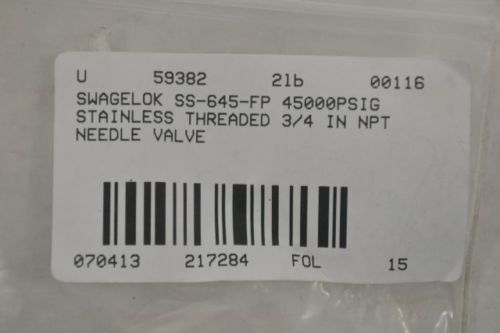 U 59382 2lb 00116
SWAGELOK SS-645-FP 45000PSIG
STAINLESS THREADED 3/4 IN NPT
NEEDLE VALVE
070413 217284 FOL 15